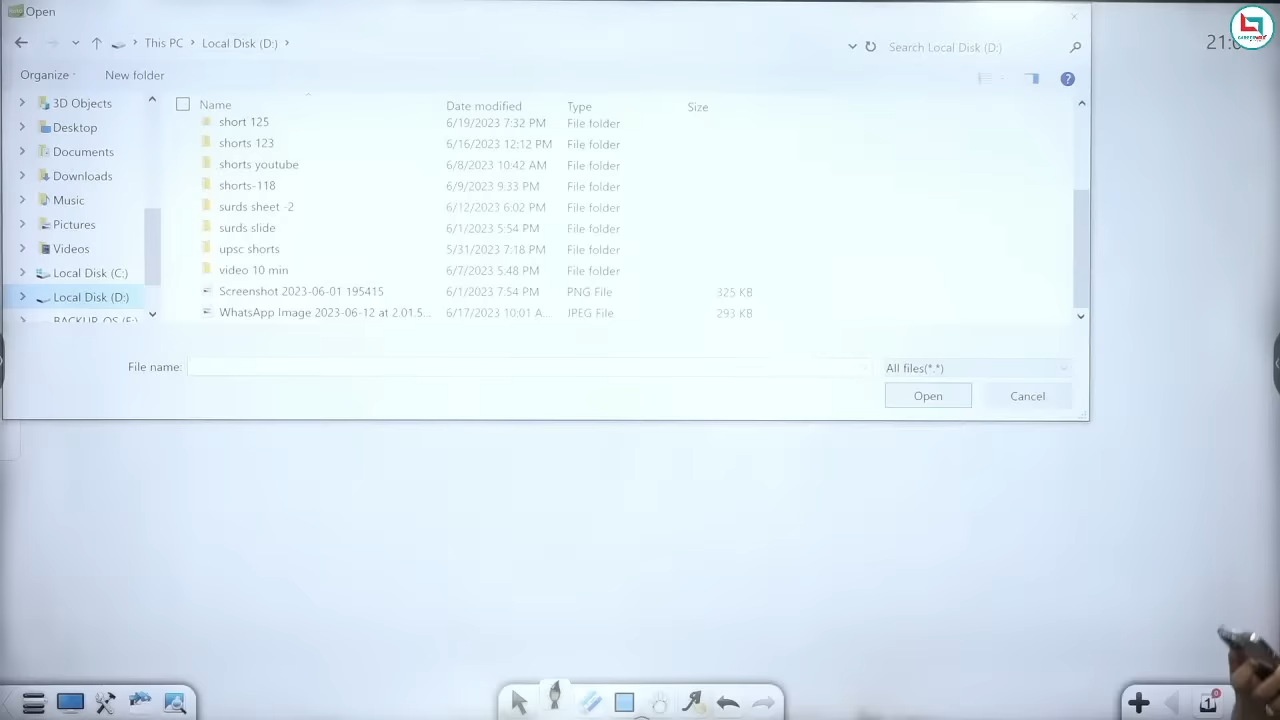 Open
This PC
Local Disk (D:)
Search Local Disk (D:)
Organize
New folder
3D Objects
Desktop
Documents
Downloads
Music
Pictures
Videos
Local Disk (C:)
Local Disk (D:)
Name Date modified Type Size
short 125 6/19/2023 7:32 PM File folder
shorts 123 6/16/2023 12:12 PM File folder
shorts youtube 6/8/2023 10:42 AM File folder
shorts-118 6/9/2023 9:33 PM File folder
surds sheet -2 6/12/2023 6:02 PM File folder
surds slide 6/1/2023 5:54 PM File folder
upsc shorts 5/31/2023 7:18 PM File folder
video 10 min 6/7/2023 5:48 PM File folder
Screenshot 2023-06-01 195415 6/1/2023 7:54 PM PNG File 325 KB
WhatsApp Image 2023-06-12 at 2.01.5... 6/17/2023 10:01 A... JPEG File 293 KB
File name:
All files(*.*)
Open
Cancel
1